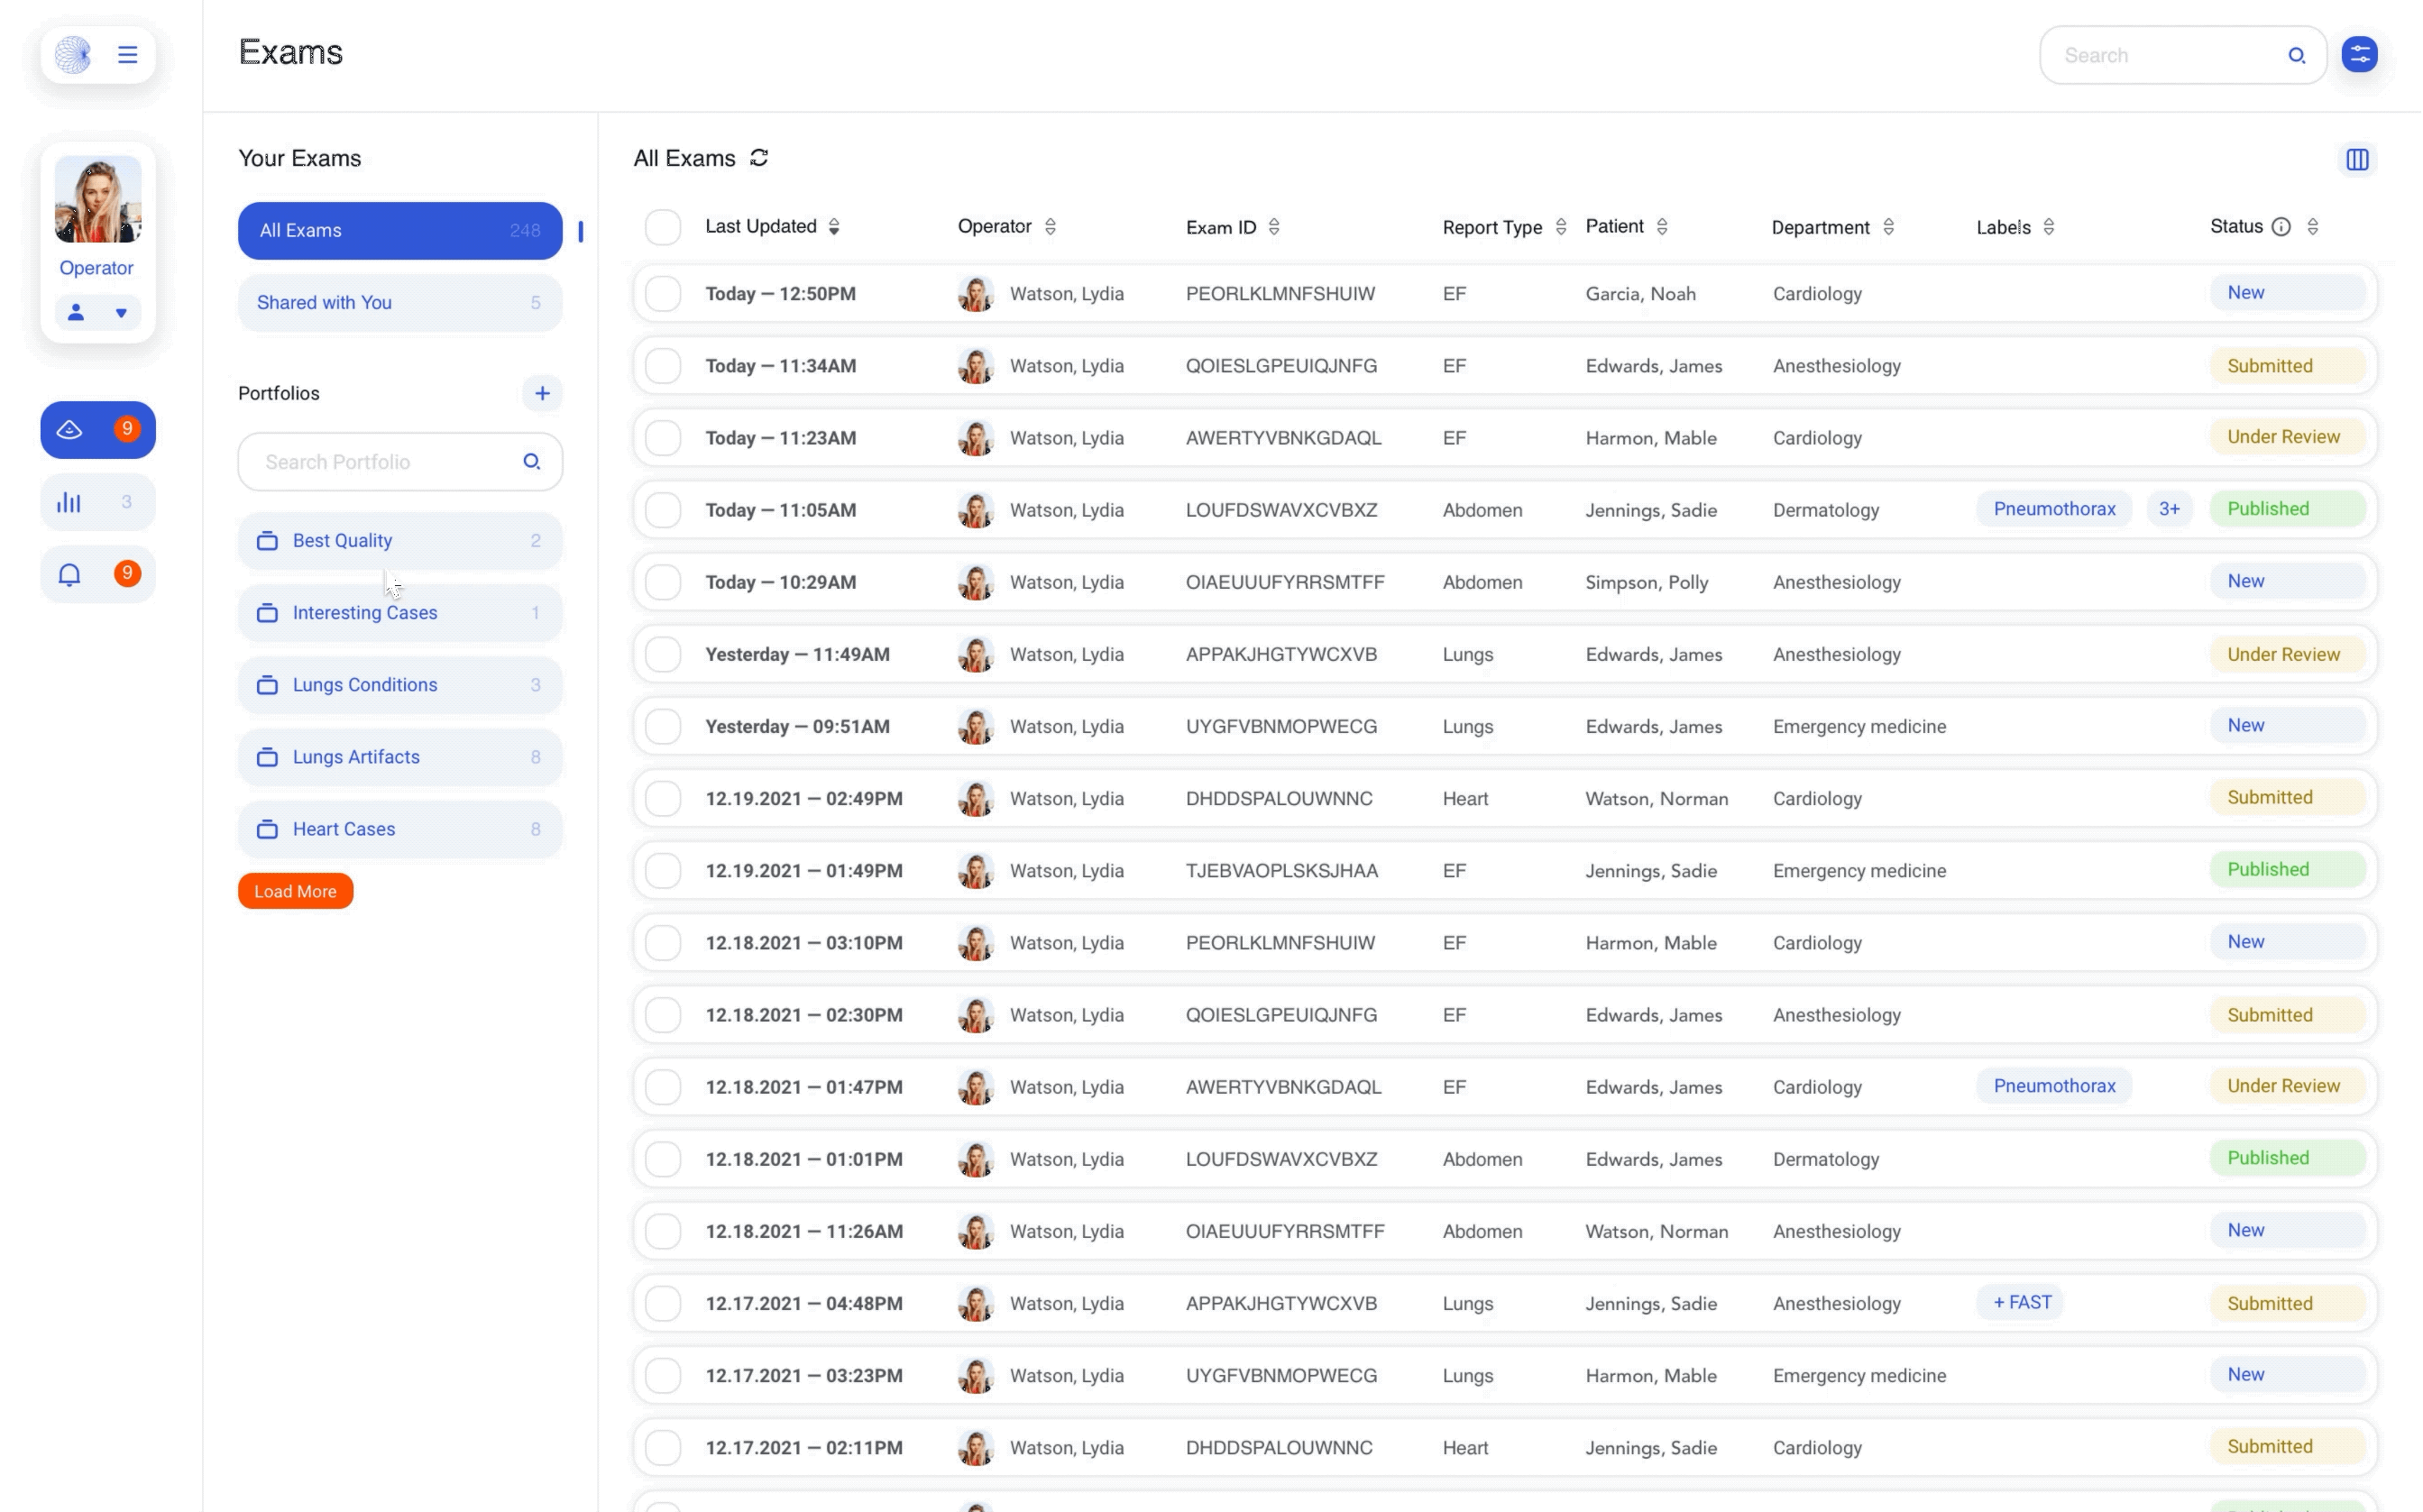 Exams
Search
Operator
9
3
9
Your Exams
All Exams 248
Shared with You 5
Portfolios
Search Portfolio
Best Quality 2
Interesting Cases 1
Lungs Conditions 3
Lungs Artifacts 8
Heart Cases 8
Load More
All Exams
Last Updated Operator Exam ID Report Type Patient Department Labels Status
Today — 12:50PM Watson, Lydia PEORLKLMNFSHUIW EF Garcia, Noah Cardiology New
Today — 11:34AM Watson, Lydia QOIESLGPEUIQJNFG EF Edwards, James Anesthesiology Submitted
Today — 11:23AM Watson, Lydia AWERTYVBNKGDAQL EF Harmon, Mable Cardiology Under Review
Today — 11:05AM Watson, Lydia LOUFDSWAVXCVBXZ Abdomen Jennings, Sadie Dermatology Pneumothorax 3+ Published
Today — 10:29AM Watson, Lydia OIAEUUUFYRRSMTFF Abdomen Simpson, Polly Anesthesiology New
Yesterday — 11:49AM Watson, Lydia APPAKJHGTYWCXVB Lungs Edwards, James Anesthesiology Under Review
Yesterday — 09:51AM Watson, Lydia UYGFVBNMOPWECG Lungs Edwards, James Emergency medicine New
12.19.2021 — 02:49PM Watson, Lydia DHDDSPALOUWNNC Heart Watson, Norman Cardiology Submitted
12.19.2021 — 01:49PM Watson, Lydia TJEBVAOPLSKSJHAA EF Jennings, Sadie Emergency medicine Published
12.18.2021 — 03:10PM Watson, Lydia PEORLKLMNFSHUIW EF Harmon, Mable Cardiology New
12.18.2021 — 02:30PM Watson, Lydia QOIESLGPEUIQJNFG EF Edwards, James Anesthesiology Submitted
12.18.2021 — 01:47PM Watson, Lydia AWERTYVBNKGDAQL EF Edwards, James Cardiology Pneumothorax Under Review
12.18.2021 — 01:01PM Watson, Lydia LOUFDSWAVXCVBXZ Abdomen Edwards, James Dermatology Published
12.18.2021 — 11:26AM Watson, Lydia OIAEUUUFYRRSMTFF Abdomen Watson, Norman Anesthesiology New
12.17.2021 — 04:48PM Watson, Lydia APPAKJHGTYWCXVB Lungs Jennings, Sadie Anesthesiology + FAST Submitted
12.17.2021 — 03:23PM Watson, Lydia UYGFVBNMOPWECG Lungs Harmon, Mable Emergency medicine New
12.17.2021 — 02:11PM Watson, Lydia DHDDSPALOUWNNC Heart Jennings, Sadie Cardiology Submitted